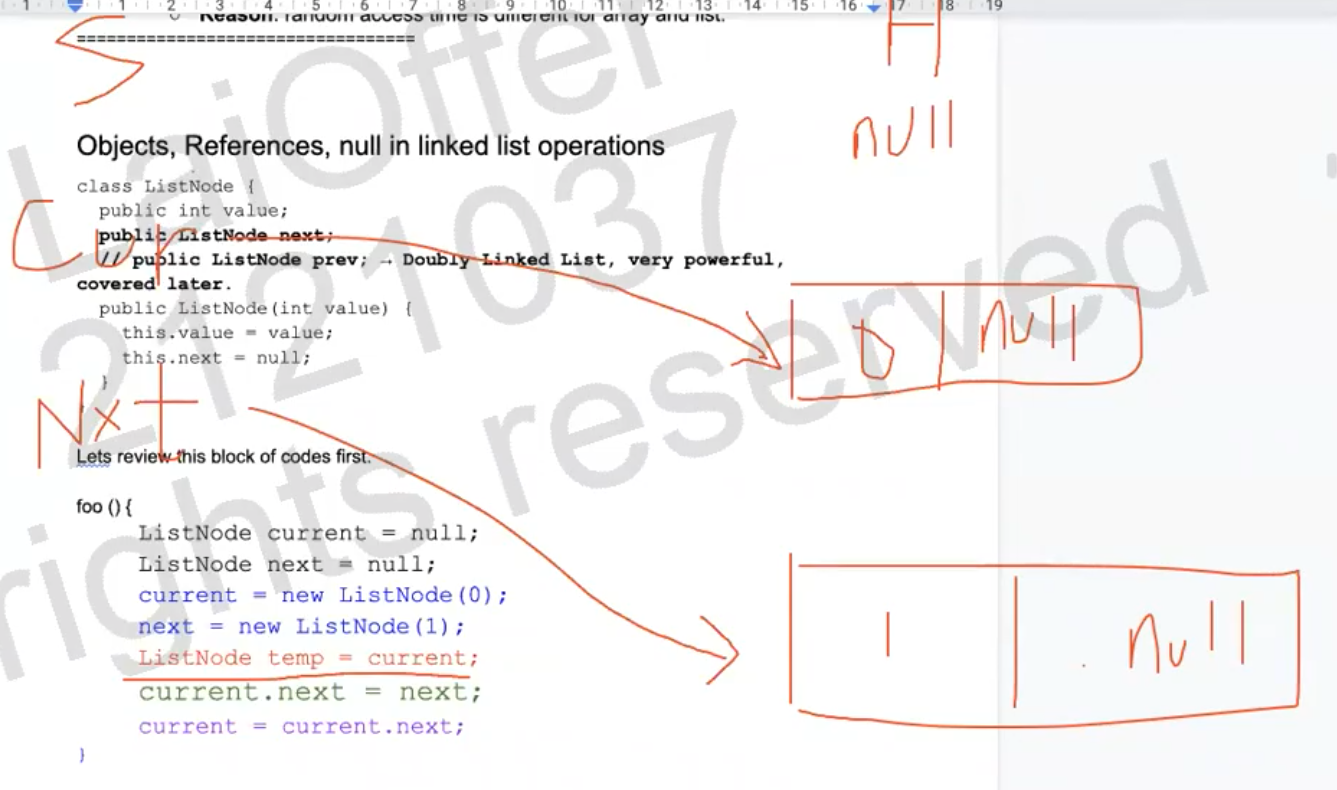 1 1 2 3 4 5 6 7 8 9 10 11 12 13 14 15 16 17 18 19
○ Reason: random access time is different for array and list.
==================================
S
H
null
Objects, References, null in linked list operations
class ListNode {
public int value;
public ListNode next;
// public ListNode prev; → Doubly Linked List, very powerful,
covered later.
public ListNode(int value) {
this.value = value;
this.next = null;
}
Cur
0 null
Nxt
Lets review this block of codes first.
foo () {
ListNode current = null;
ListNode next = null;
current = new ListNode(0);
next = new ListNode(1);
ListNode temp = current;
current.next = next;
current = current.next;
}
1 null
LaiOffer
2121037
rights reserved